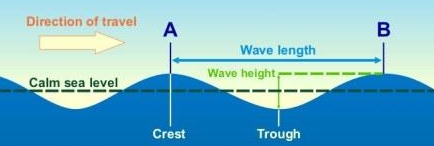 Direction of travel
A
B
Wave length
Wave height
Calm sea level
Crest
Trough